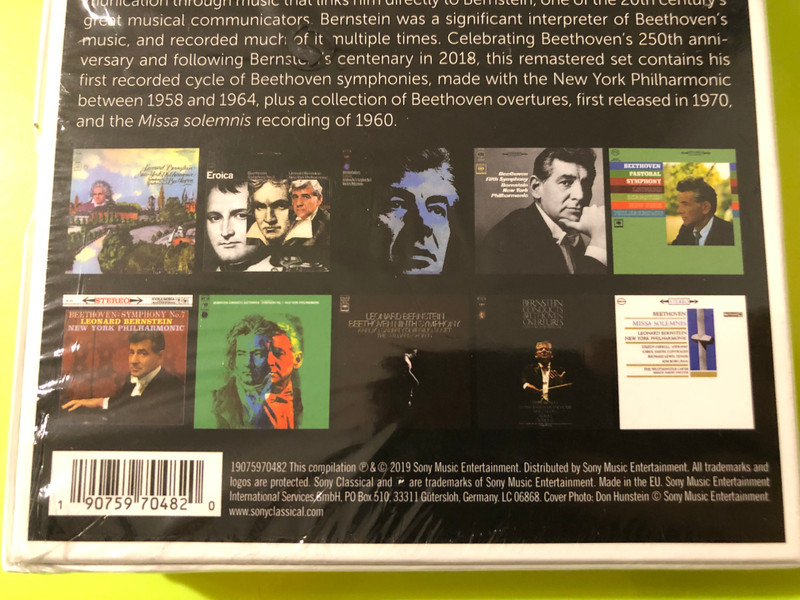 munication through music that links him directly to Bernstein, one of the 20th century's
great musical communicators. Bernstein was a significant interpreter of Beethoven's
music, and recorded much of it multiple times. Celebrating Beethoven's 250th anni-
versary and following Bernstein's centenary in 2018, this remastered set contains his
first recorded cycle of Beethoven symphonies, made with the New York Philharmonic
between 1958 and 1964, plus a collection of Beethoven overtures, first released in 1970,
and the Missa solemnis recording of 1960.
Leonard Bernstein
New York Philharmonic
Eroica
Beethoven
Fifth Symphony
Bernstein
New York
Philharmonic
BEETHOVEN
PASTORAL
SYMPHONY
STEREO
BEETHOVEN: SYMPHONY No.7
LEONARD BERNSTEIN
NEW YORK PHILHARMONIC
LEONARD BERNSTEIN
BEETHOVEN NINTH SYMPHONY
BERNSTEIN
CONDUCTS
BEETHOVEN
OVERTURES
STEREO
BEETHOVEN
MISSA SOLEMNIS
LEONARD BERNSTEIN
NEW YORK PHILHARMONIC
19075970482 This compilation ℗ & © 2019 Sony Music Entertainment. Distributed by Sony Music Entertainment. All trademarks and
logos are protected. Sony Classical and are trademarks of Sony Music Entertainment. Made in the EU. Sony Music Entertainment
International Services GmbH, PO Box 510, 33311 Gütersloh, Germany. LC 06868. Cover Photo: Don Hunstein © Sony Music Entertainment.
www.sonyclassical.com
1 90759 70482 0